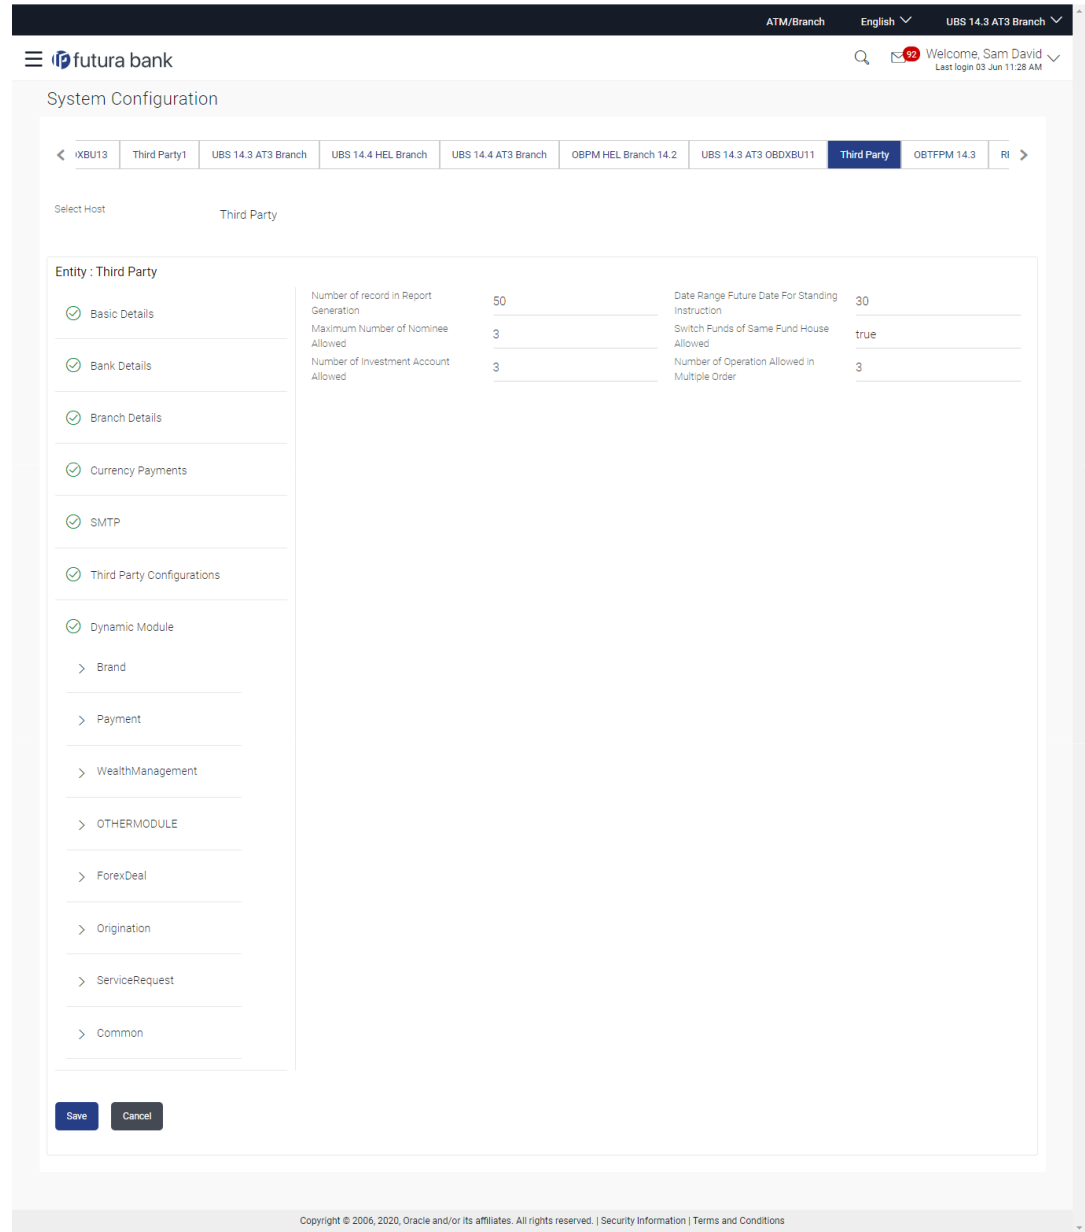 ATM/Branch English UBS 14.3 AT3 Branch
futura bank
92 Welcome, Sam David
Last login 03 Jun 11:28 AM
System Configuration
XBU13 Third Party1 UBS 14.3 AT3 Branch UBS 14.4 HEL Branch UBS 14.4 AT3 Branch OBPM HEL Branch 14.2 UBS 14.3 AT3 OBDXBU11 Third Party OBTFPM 14.3
Select Host Third Party
Entity : Third Party
Basic Details
Bank Details
Branch Details
Currency Payments
SMTP
Third Party Configurations
Dynamic Module
Brand
Payment
WealthManagement
OTHERMODULE
ForexDeal
Origination
ServiceRequest
Common
Number of record in Report
Generation
50
Date Range Future Date For Standing
Instruction
30
Maximum Number of Nominee
Allowed
3
Switch Funds of Same Fund House
Allowed
true
Number of Investment Account
Allowed
3
Number of Operation Allowed in
Multiple Order
3
Save Cancel
Copyright © 2006, 2020, Oracle and/or its affiliates. All rights reserved. | Security Information | Terms and Conditions